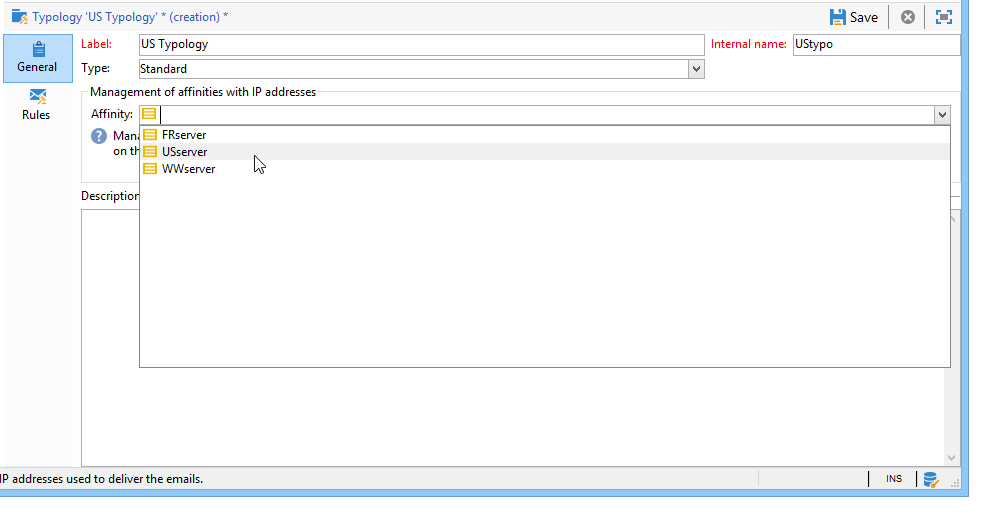 Typology 'US Typology' * (creation) *
Save
General
Rules
Label: US Typology
Internal name: UStypo
Type: Standard
Management of affinities with IP addresses
Affinity:
FRserver
USserver
WWserver
on th
Description
IP addresses used to deliver the emails.
INS